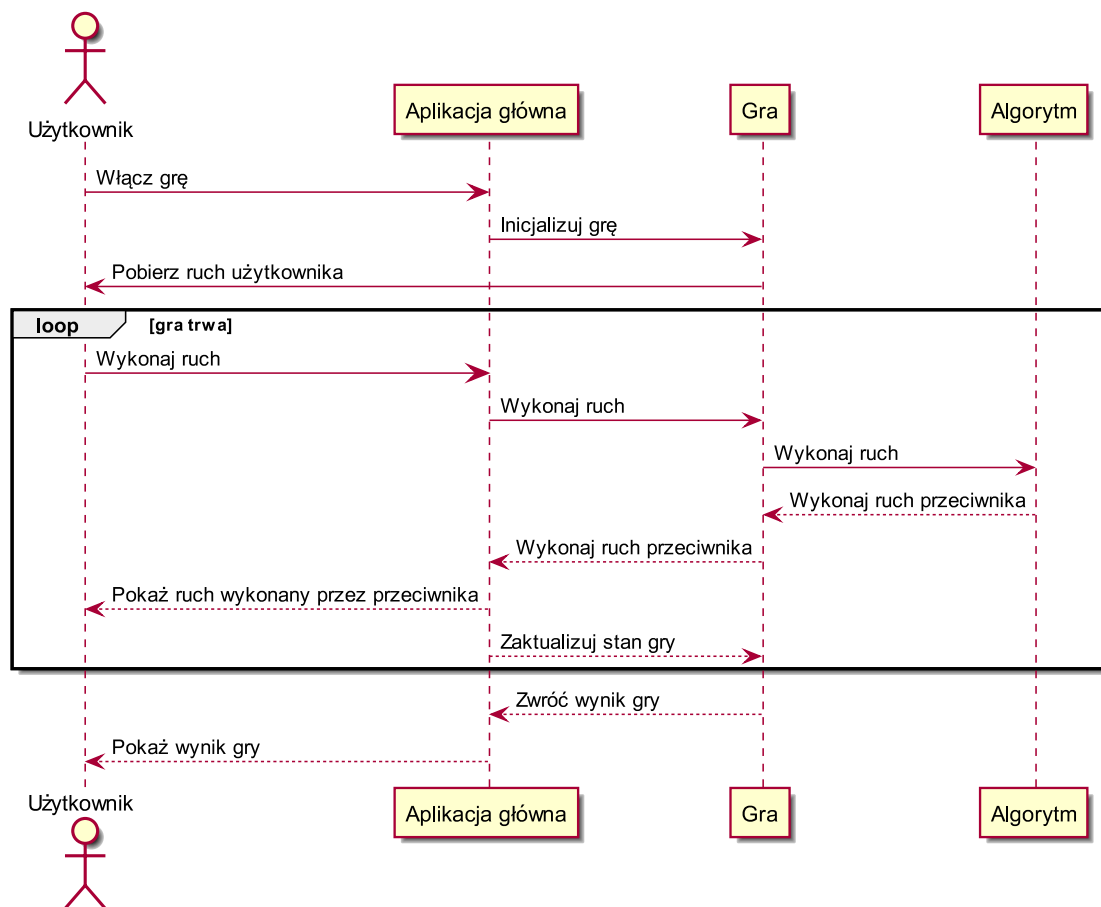 Użytkownik
Aplikacja główna
Gra
Algorytm
Włącz grę
Inicjalizuj grę
Pobierz ruch użytkownika
loop [gra trwa]
Wykonaj ruch
Wykonaj ruch
Wykonaj ruch
Wykonaj ruch przeciwnika
Wykonaj ruch przeciwnika
Pokaż ruch wykonany przez przeciwnika
Zaktualizuj stan gry
Zwróć wynik gry
Pokaż wynik gry
Użytkownik
Aplikacja główna
Gra
Algorytm